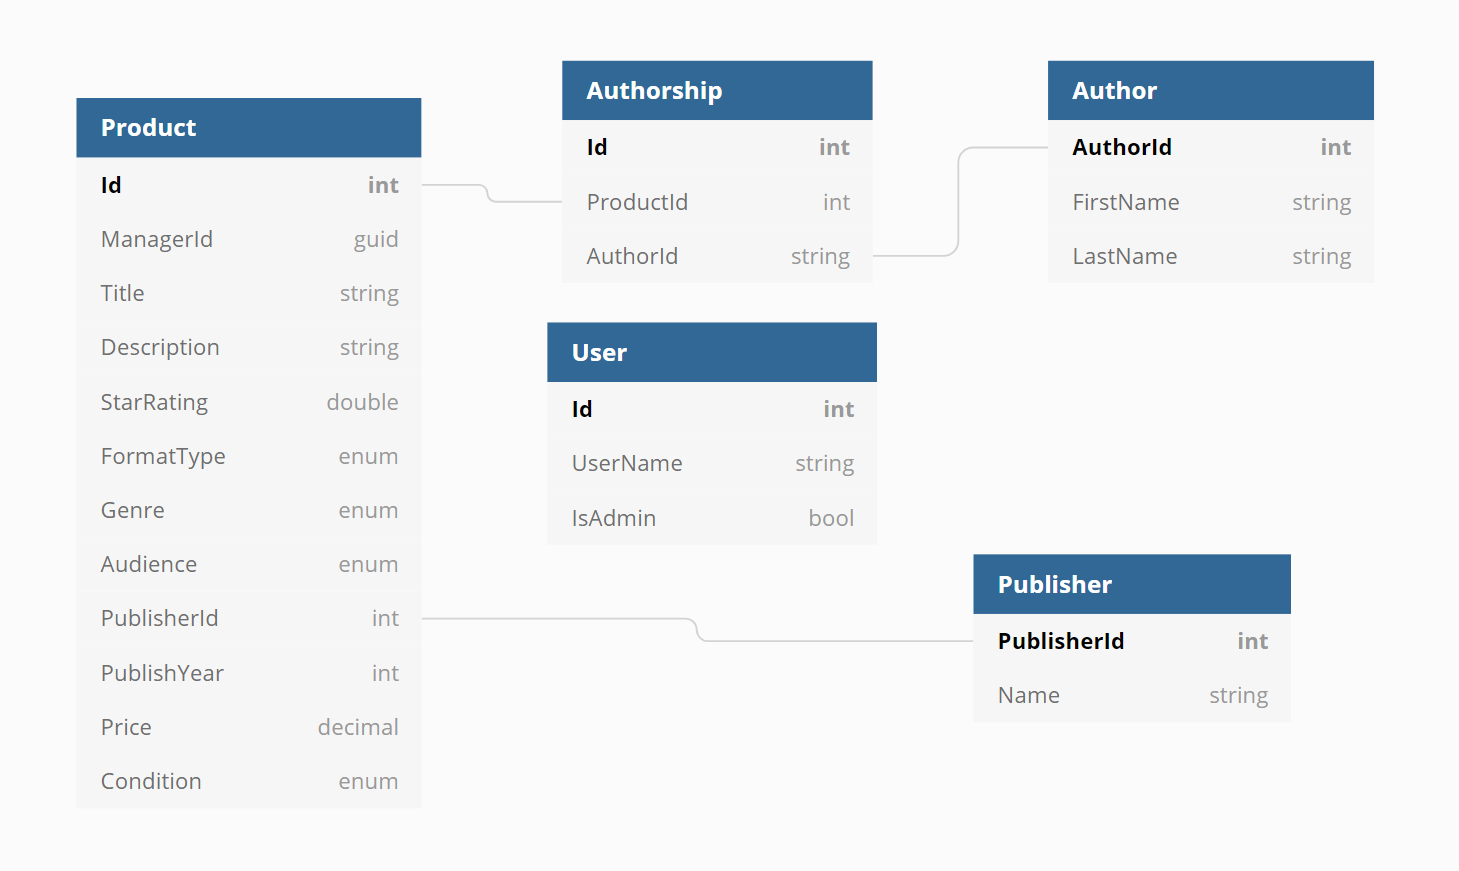 Product
Id int
ManagerId guid
Title string
Description string
StarRating double
FormatType enum
Genre enum
Audience enum
PublisherId int
PublishYear int
Price decimal
Condition enum
Authorship
Id int
ProductId int
AuthorId string
Author
AuthorId int
FirstName string
LastName string
User
Id int
UserName string
IsAdmin bool
Publisher
PublisherId int
Name string